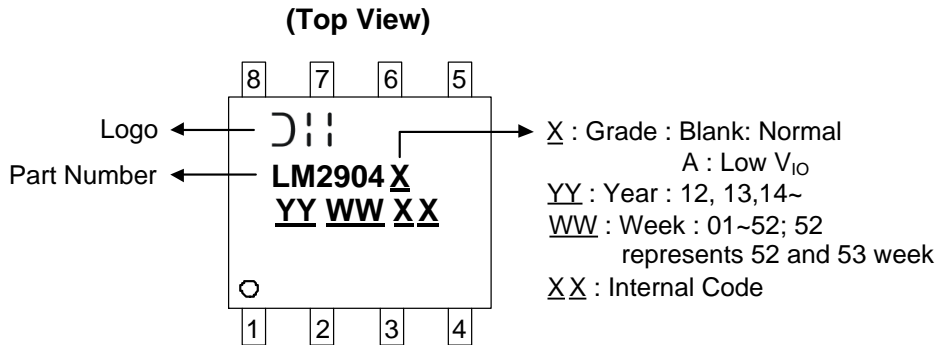 (Top View)
8 7 6 5
Logo
Part Number
LM2904 X
YY WW X X
X : Grade : Blank: Normal
A : Low VIO
YY : Year : 12, 13,14~
WW : Week : 01~52; 52
represents 52 and 53 week
X X : Internal Code
1 2 3 4